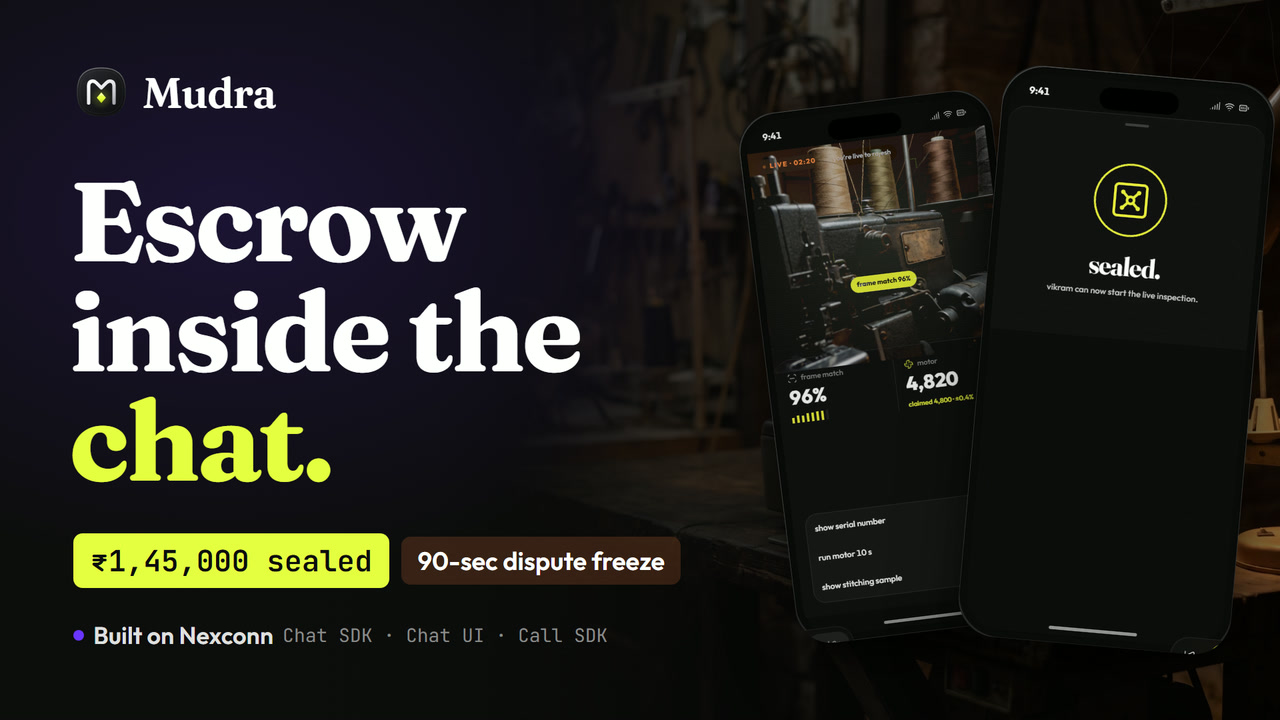 Mudra
Escrow
inside the
chat.
₹1,45,000 sealed
90-sec dispute freeze
Built on Nexconn Chat SDK · Chat UI · Call SDK
9:41
LIVE · 02:20
frame match 96%
frame match
96%
motor
4,820
claimed 4,800 · ±0.4%
show serial number
run motor 10 s
show stitching sample
9:41
sealed.
vikram can now start the live inspection.